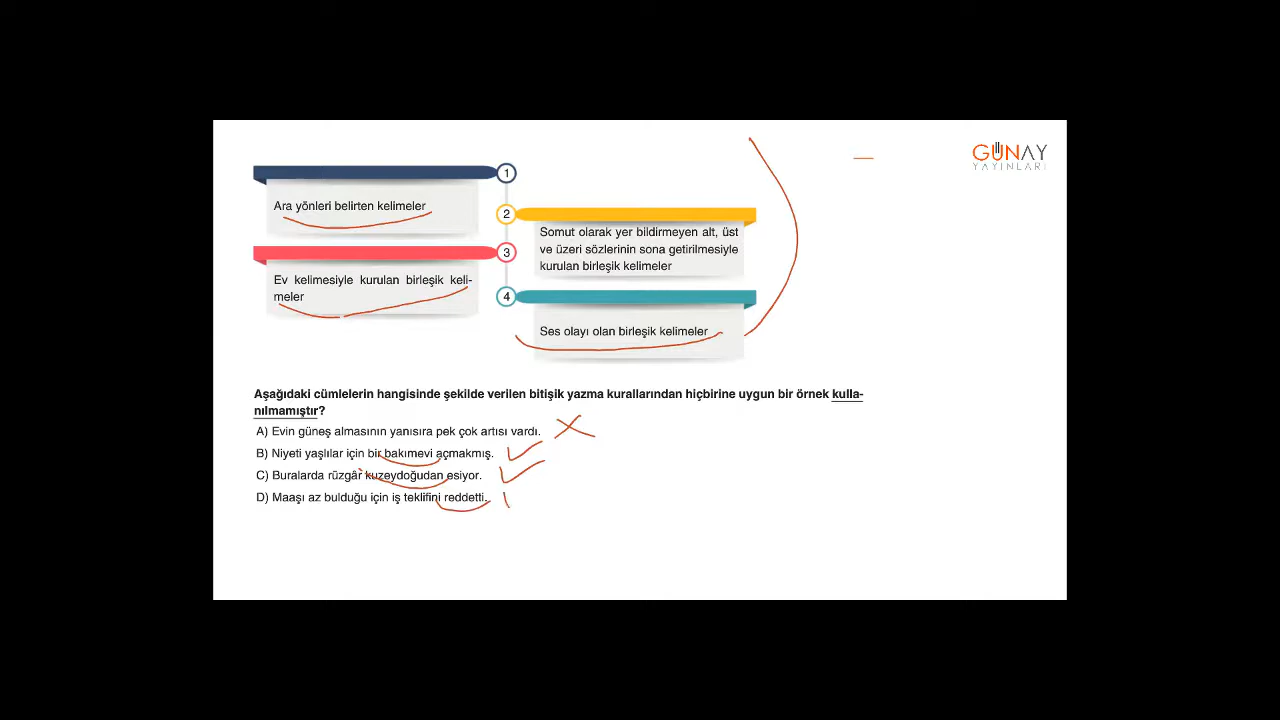 GÜNAY
YAYINLARI
1
Ara yönleri belirten kelimeler
2
Somut olarak yer bildirmeyen alt, üst
ve üzeri sözlerinin sona getirilmesiyle
kurulan birleşik kelimeler
3
Ev kelimesiyle kurulan birleşik keli-
meler
4
Ses olayı olan birleşik kelimeler
Aşağıdaki cümlelerin hangisinde şekilde verilen bitişik yazma kurallarından hiçbirine uygun bir örnek kulla-
nılmamıştır?
A) Evin güneş almasının yanısıra pek çok artısı vardı.
B) Niyeti yaşlılar için bir bakımevi açmakmış.
C) Buralarda rüzgâr kuzeydoğudan esiyor.
D) Maaşı az bulduğu için iş teklifini reddetti.